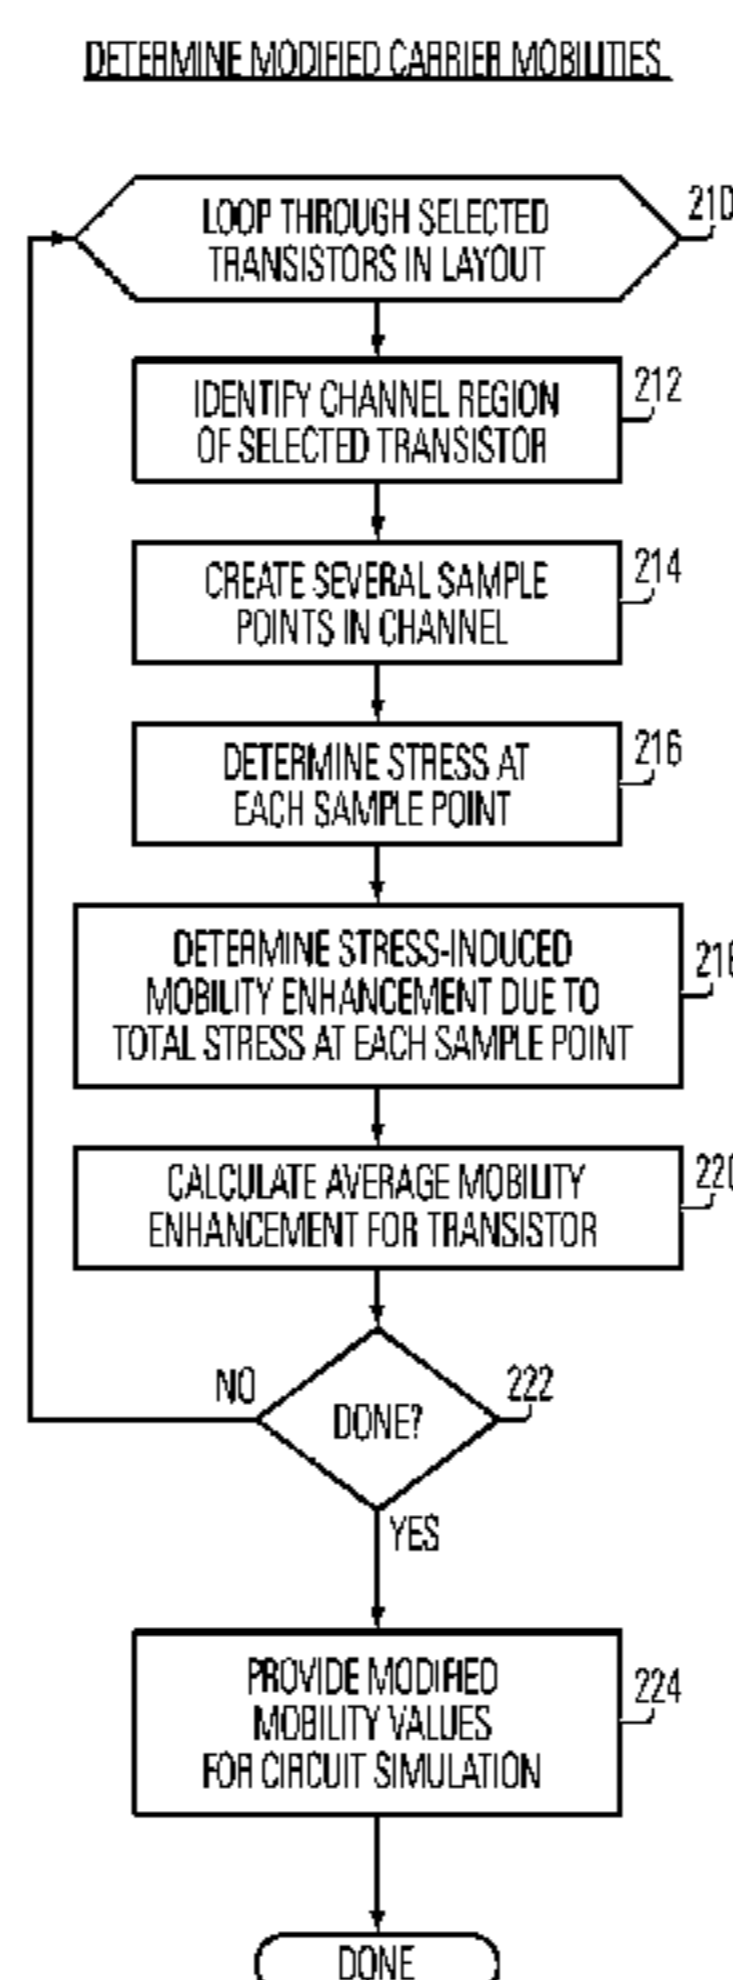 DETERMINE MODIFIED CARRIER MOBILITIES
LOOP THROUGH SELECTED
TRANSISTORS IN LAYOUT
210
IDENTIFY CHANNEL REGION
OF SELECTED TRANSISTOR
212
CREATE SEVERAL SAMPLE
POINTS IN CHANNEL
214
DETERMINE STRESS AT
EACH SAMPLE POINT
216
DETERMINE STRESS-INDUCED
MOBILITY ENHANCEMENT DUE TO
TOTAL STRESS AT EACH SAMPLE POINT
218
CALCULATE AVERAGE MOBILITY
ENHANCEMENT FOR TRANSISTOR
220
NO
DONE?
222
YES
PROVIDE MODIFIED
MOBILITY VALUES
FOR CIRCUIT SIMULATION
224
DONE